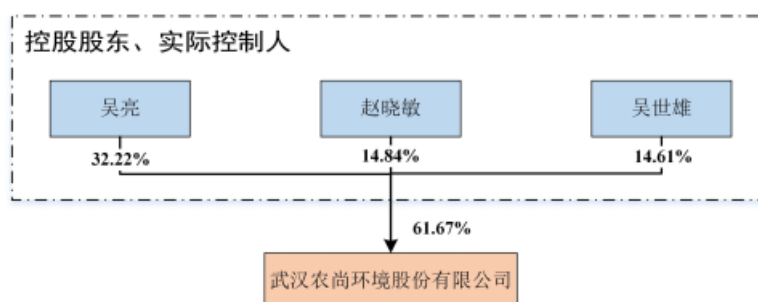 控股股东、实际控制人
吴亮
赵晓敏
吴世雄
32.22%
14.84%
14.61%
61.67%
武汉农尚环境股份有限公司